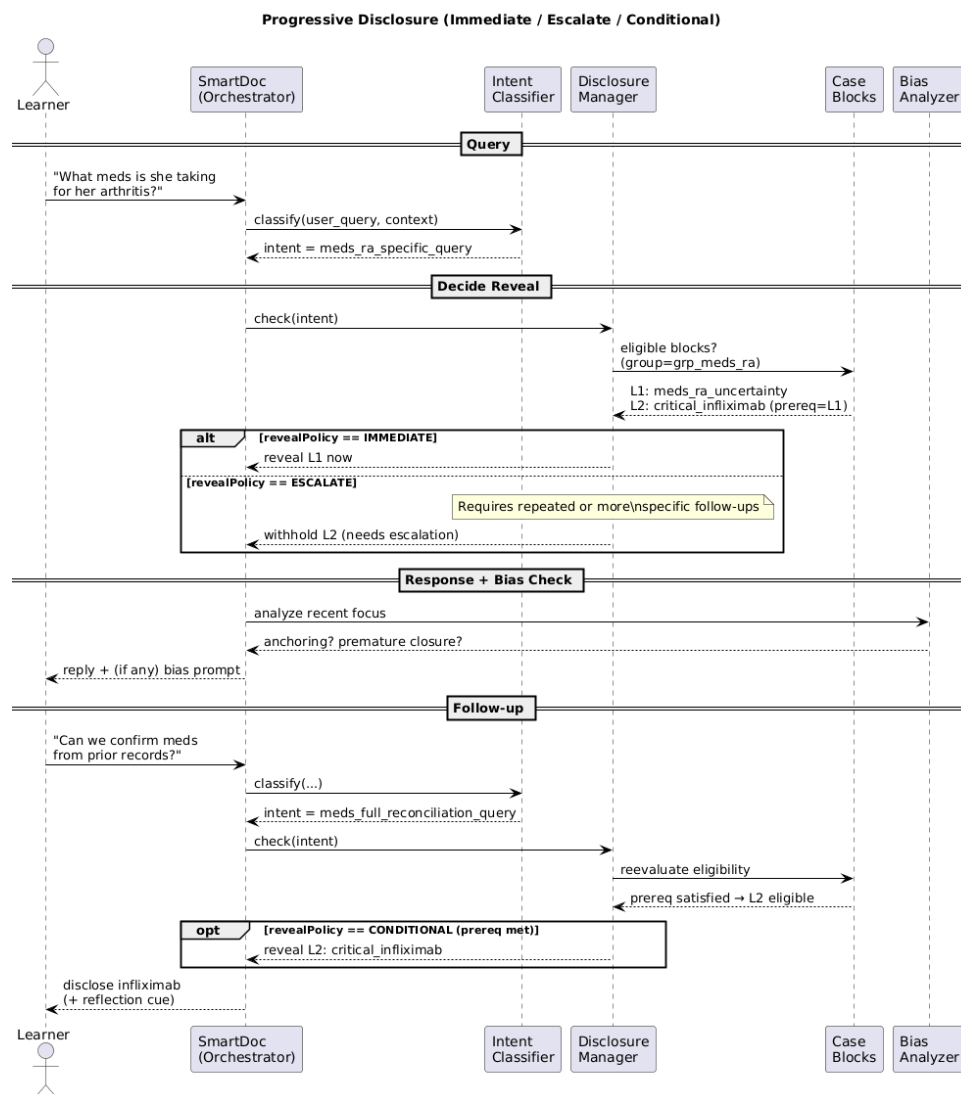 Progressive Disclosure (Immediate / Escalate / Conditional)
Learner
SmartDoc
(Orchestrator)
Intent
Classifier
Disclosure
Manager
Case
Blocks
Bias
Analyzer
Query
"What meds is she taking
for her arthritis?"
classify(user_query, context)
intent = meds_ra_specific_query
Decide Reveal
check(intent)
eligible blocks?
(group=grp_meds_ra)
L1: meds_ra_uncertainty
L2: critical_infliximab (prereq=L1)
alt
[revealPolicy == IMMEDIATE]
reveal L1 now
[revealPolicy == ESCALATE]
Requires repeated or more\nspecific follow-ups
withhold L2 (needs escalation)
Response + Bias Check
analyze recent focus
anchoring? premature closure?
reply + (if any) bias prompt
Follow-up
"Can we confirm meds
from prior records?"
classify(...)
intent = meds_full_reconciliation_query
check(intent)
reevaluate eligibility
prereq satisfied → L2 eligible
opt
[revealPolicy == CONDITIONAL (prereq met)]
reveal L2: critical_infliximab
disclose infliximab
(+ reflection cue)
Learner
SmartDoc
(Orchestrator)
Intent
Classifier
Disclosure
Manager
Case
Blocks
Bias
Analyzer